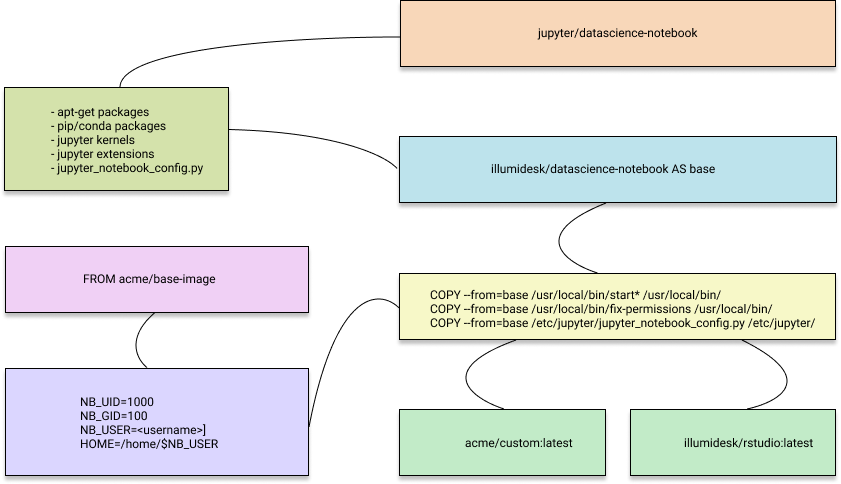 jupyter/datascience-notebook
- apt-get packages
- pip/conda packages
- jupyter kernels
- jupyter extensions
- jupyter_notebook_config.py
illumidesk/datascience-notebook AS base
FROM acme/base-image
COPY --from=base /usr/local/bin/start* /usr/local/bin/
COPY --from=base /usr/local/bin/fix-permissions /usr/local/bin/
COPY --from=base /etc/jupyter/jupyter_notebook_config.py /etc/jupyter/
NB_UID=1000
NB_GID=100
NB_USER=<username>]
HOME=/home/$NB_USER
acme/custom:latest
illumidesk/rstudio:latest